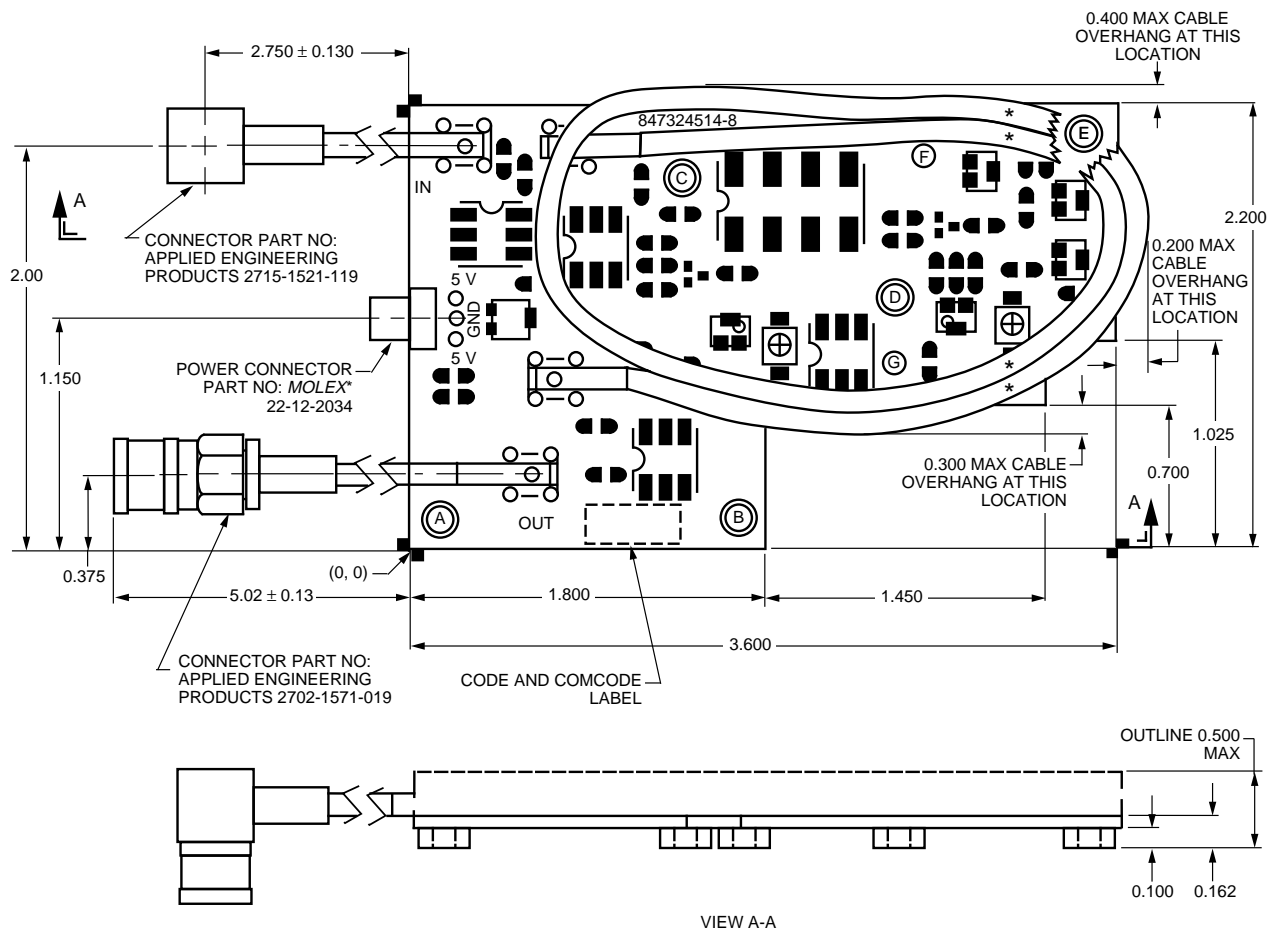 0.400 MAX CABLE
OVERHANG AT THIS
LOCATION
2.750 ± 0.130
847324514-8
*
*
E
F
C
IN
A
2.00
2.200
CONNECTOR PART NO:
APPLIED ENGINEERING
PRODUCTS 2715-1521-119
0.200 MAX
CABLE
OVERHANG
AT THIS
LOCATION
5 V
GND
5 V
D
G
1.150
POWER CONNECTOR
PART NO: MOLEX*
22-12-2034
*
*
1.025
0.700
0.300 MAX CABLE
OVERHANG AT THIS
LOCATION
A
A
OUT
B
0.375
(0, 0)
5.02 ± 0.13
1.800
1.450
3.600
CONNECTOR PART NO:
APPLIED ENGINEERING
PRODUCTS 2702-1571-019
CODE AND COMCODE
LABEL
OUTLINE 0.500
MAX
0.100
0.162
VIEW A-A